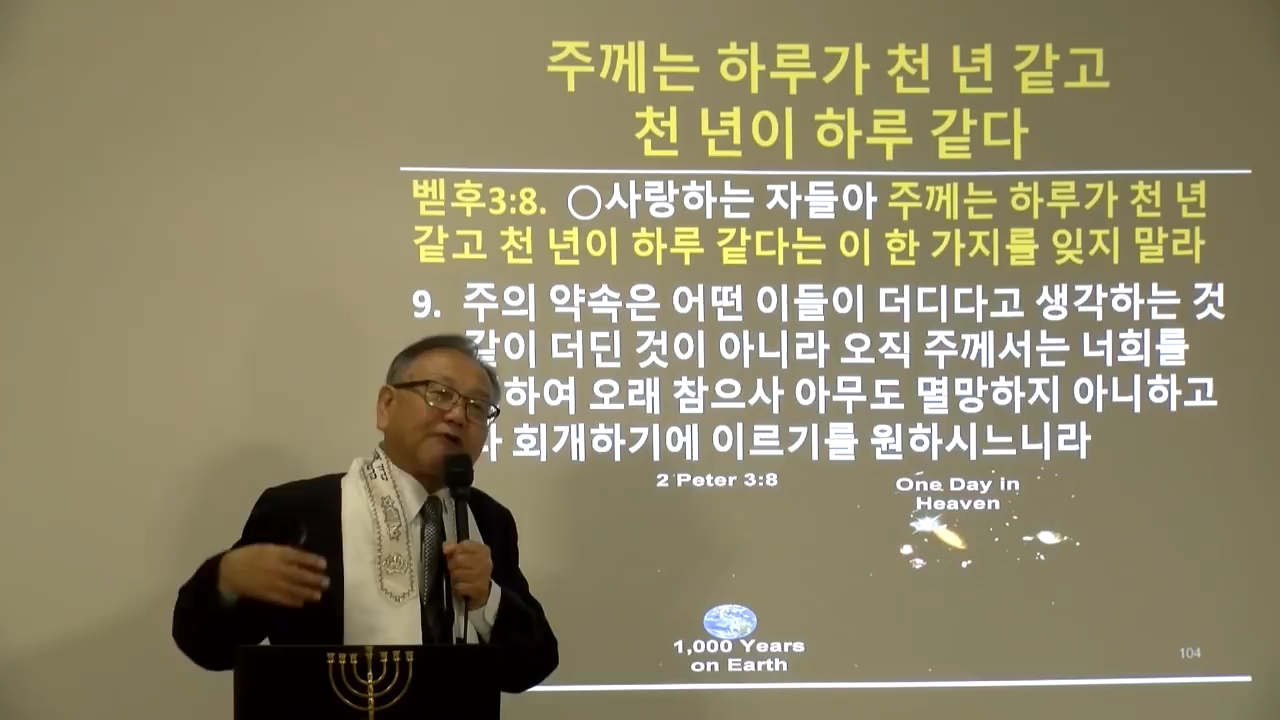 주께는 하루가 천 년 같고
천 년이 하루 같다
벧후3:8. ○사랑하는 자들아 주께는 하루가 천 년
같고 천 년이 하루 같다는 이 한 가지를 잊지 말라
9. 주의 약속은 어떤 이들이 더디다고 생각하는 것
같이 더딘 것이 아니라 오직 주께서는 너희를
하여 오래 참으사 아무도 멸망하지 아니하고
회개하기에 이르기를 원하시느니라
2 Peter 3:8
One Day in
Heaven
1,000 Years
on Earth
104